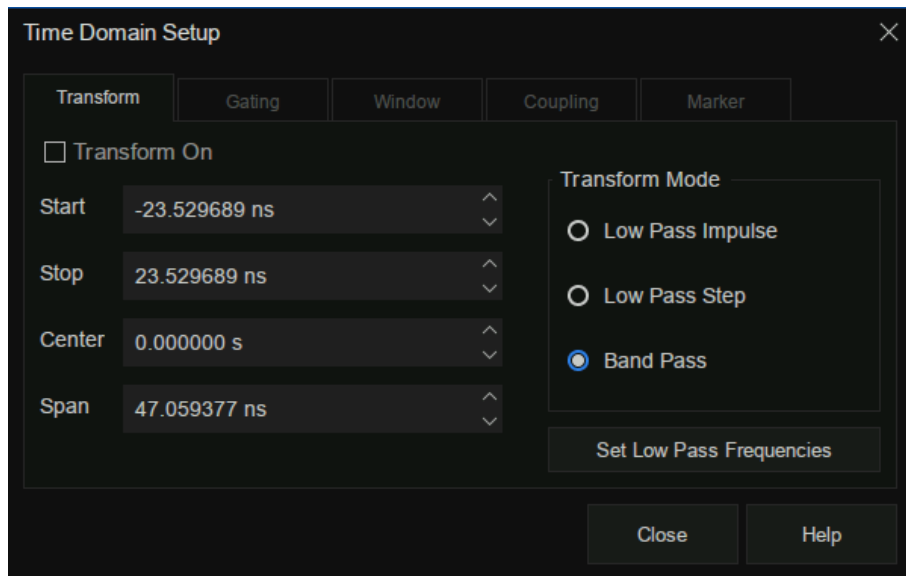 Time Domain Setup
Transform Gating Window Coupling Marker
Transform On
Start -23.529689 ns
Stop 23.529689 ns
Center 0.000000 s
Span 47.059377 ns
Transform Mode
Low Pass Impulse
Low Pass Step
Band Pass
Set Low Pass Frequencies
Close Help